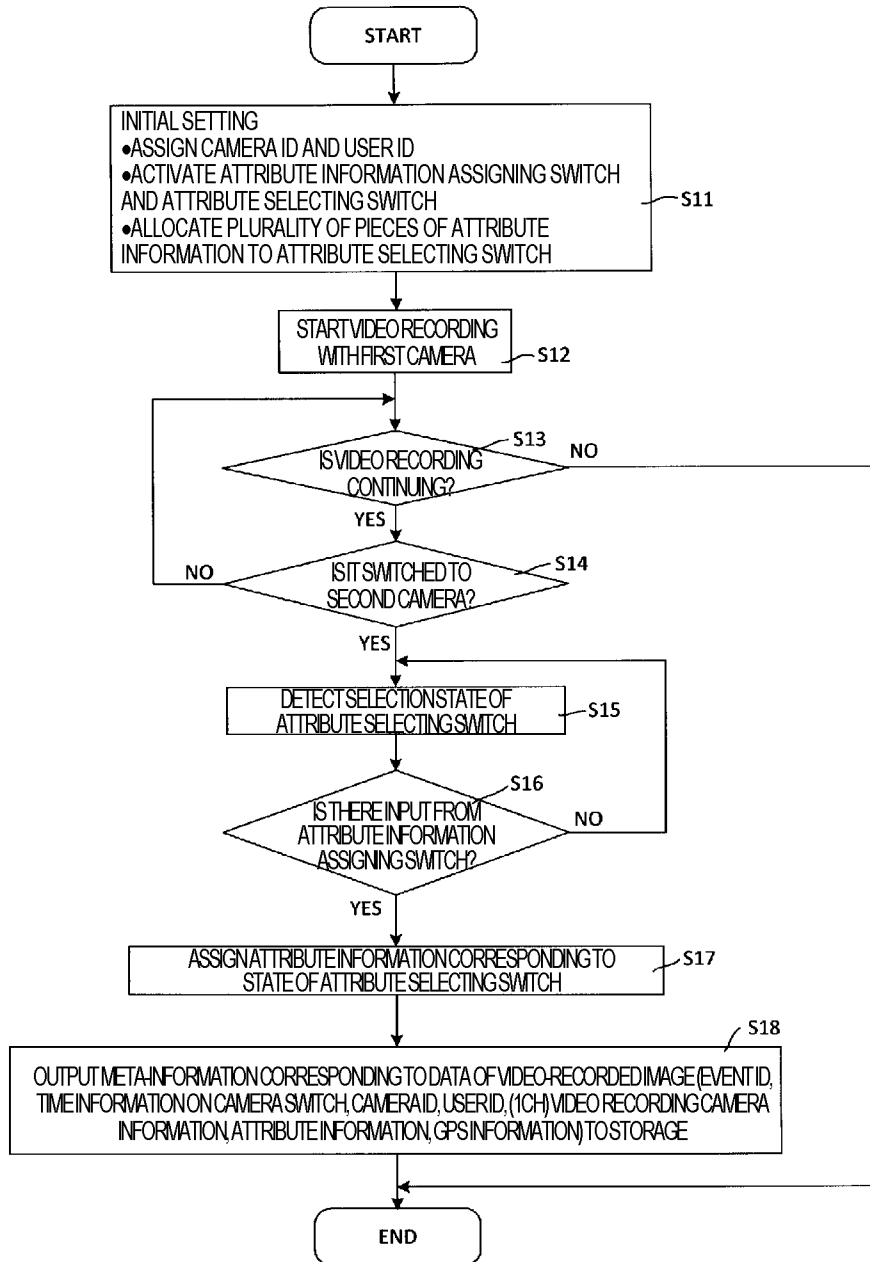 START
INITIAL SETTING
•ASSIGN CAMERA ID AND USER ID
•ACTIVATE ATTRIBUTE INFORMATION ASSIGNING SWITCH
AND ATTRIBUTE SELECTING SWITCH
•ALLOCATE PLURALITY OF PIECES OF ATTRIBUTE
INFORMATION TO ATTRIBUTE SELECTING SWITCH
S11
START VIDEO RECORDING
WITH FIRST CAMERA
S12
S13
IS VIDEO RECORDING
CONTINUING?
NO
YES
S14
IS IT SWITCHED TO
SECOND CAMERA?
NO
YES
DETECT SELECTION STATE OF
ATTRIBUTE SELECTING SWITCH
S15
S16
IS THERE INPUT FROM
ATTRIBUTE INFORMATION
ASSIGNING SWITCH?
NO
YES
ASSIGN ATTRIBUTE INFORMATION CORRESPONDING TO
STATE OF ATTRIBUTE SELECTING SWITCH
S17
S18
OUTPUT META-INFORMATION CORRESPONDING TO DATA OF VIDEO-RECORDED IMAGE (EVENT ID,
TIME INFORMATION ON CAMERA SWITCH, CAMERA ID, USER ID, (1CH) VIDEO RECORDING CAMERA
INFORMATION, ATTRIBUTE INFORMATION, GPS INFORMATION) TO STORAGE
END